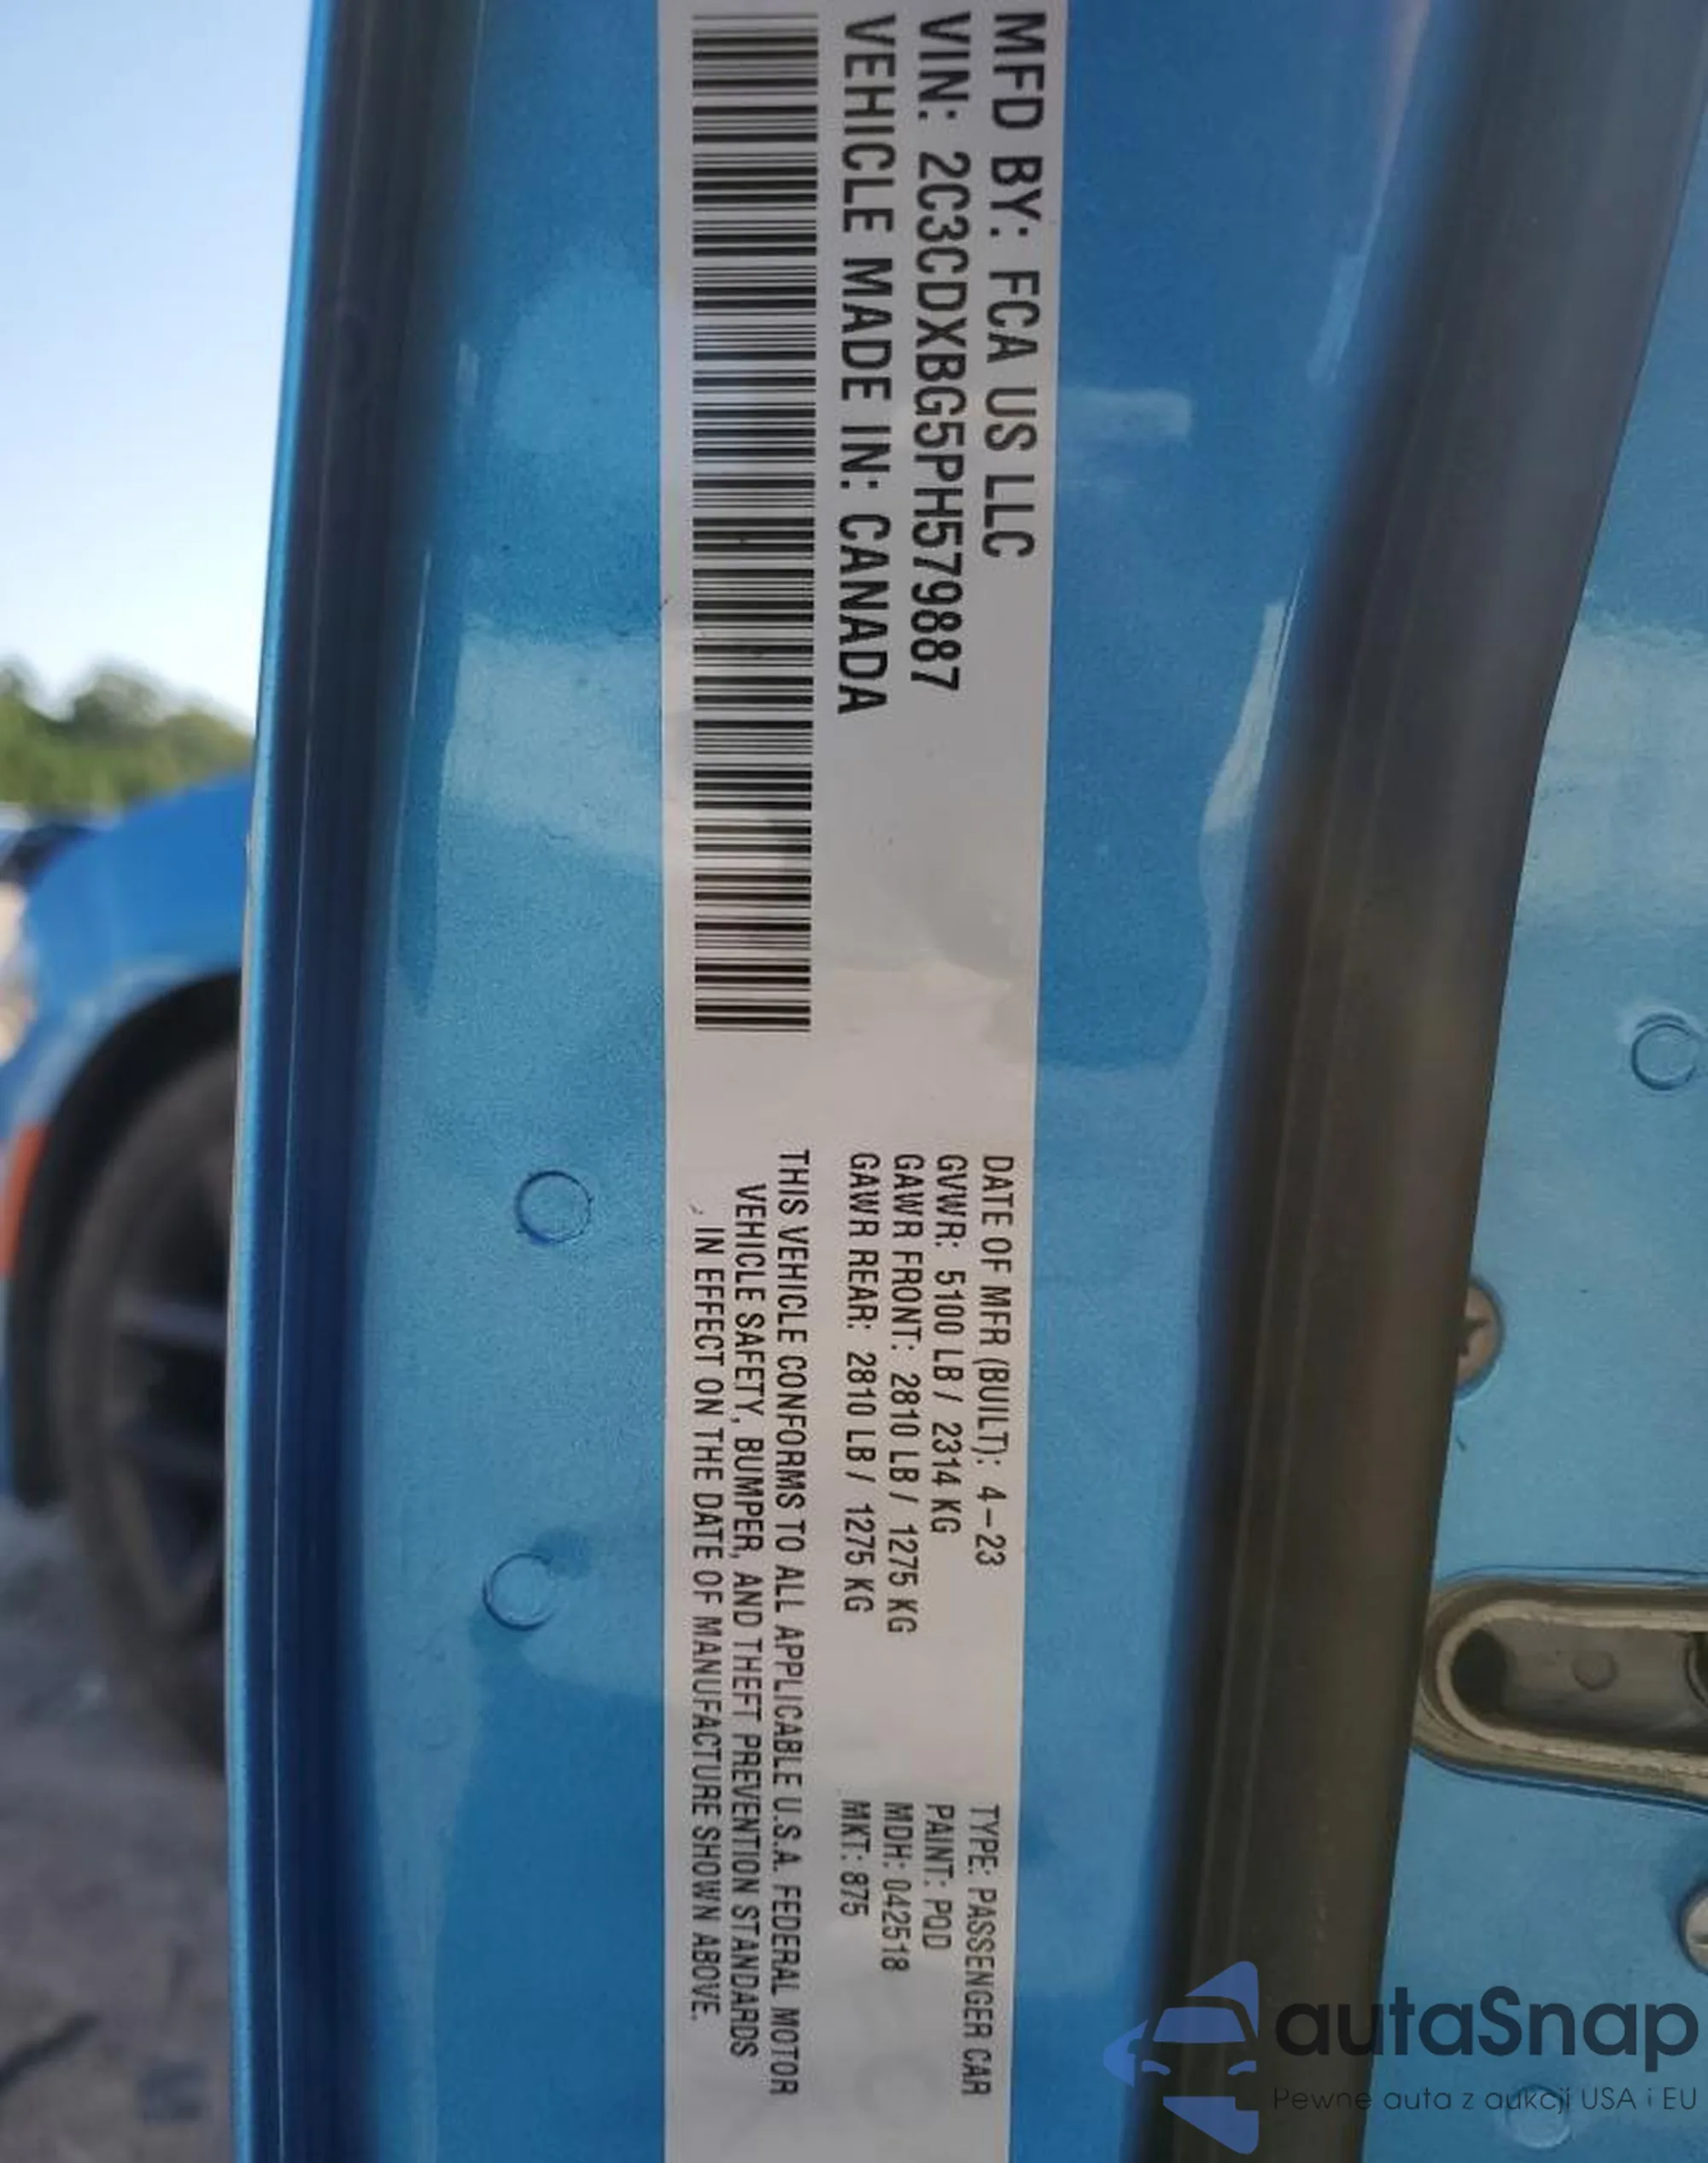 MFD BY: FCA US LLC
VIN: 2C3CDXBG5PH579887
VEHICLE MADE IN: CANADA
DATE OF MFR (BUILT): 4-23
GVWR: 5100 LB / 2314 KG
GAWR FRONT: 2810 LB / 1275 KG
GAWR REAR: 2810 LB / 1275 KG
TYPE: PASSENGER CAR
PAINT: PQD
MDH: 042518
MKT: 875
THIS VEHICLE CONFORMS TO ALL APPLICABLE U.S.A. FEDERAL MOTOR
VEHICLE SAFETY, BUMPER, AND THEFT PREVENTION STANDARDS
IN EFFECT ON THE DATE OF MANUFACTURE SHOWN ABOVE.
autaSnap
Pewne auta z aukcji USA i EU